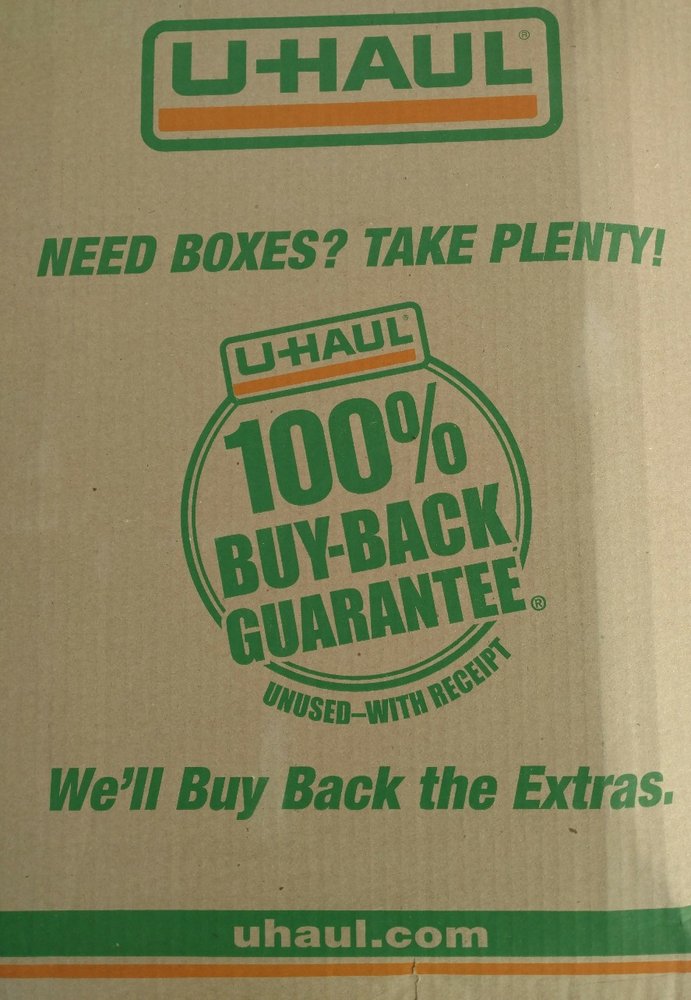 U-HAUL®
NEED BOXES? TAKE PLENTY!
U-HAUL®
100%
BUY-BACK
GUARANTEE®
UNUSED–WITH RECEIPT
We'll Buy Back the Extras.
uhaul.com